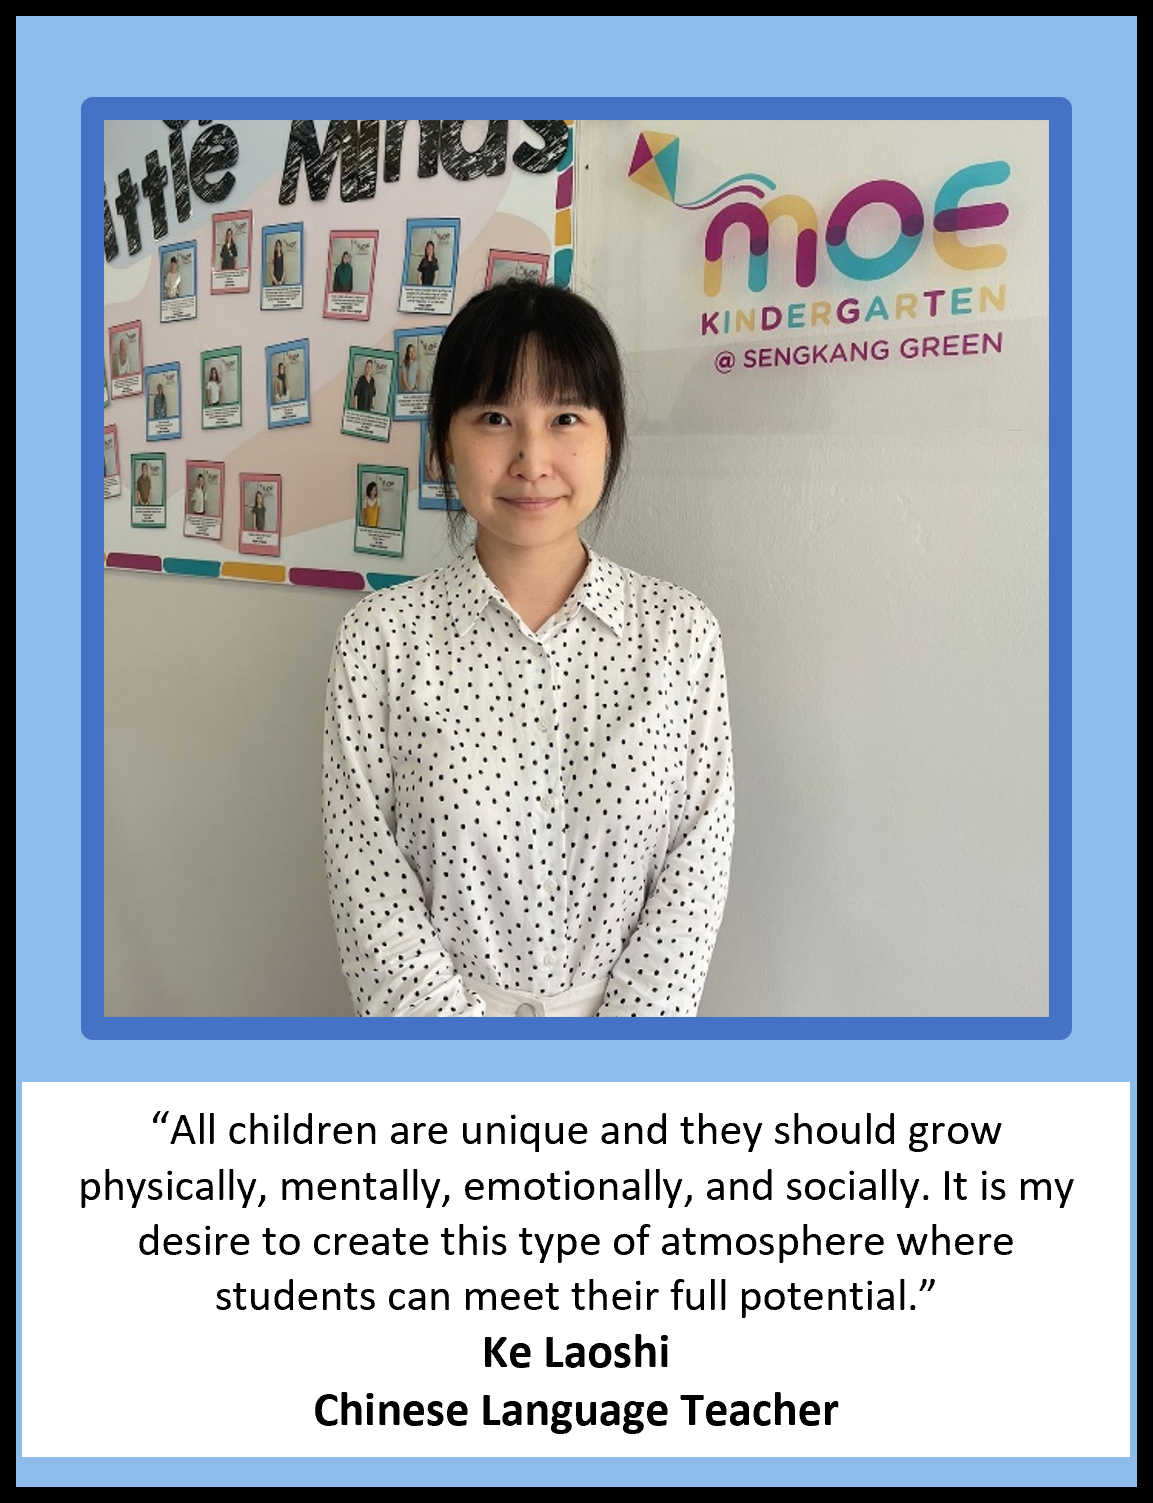 ittle Minds
MOE
KINDERGARTEN
@ SENGKANG GREEN
“All children are unique and they should grow
physically, mentally, emotionally, and socially. It is my
desire to create this type of atmosphere where
students can meet their full potential.”
Ke Laoshi
Chinese Language Teacher